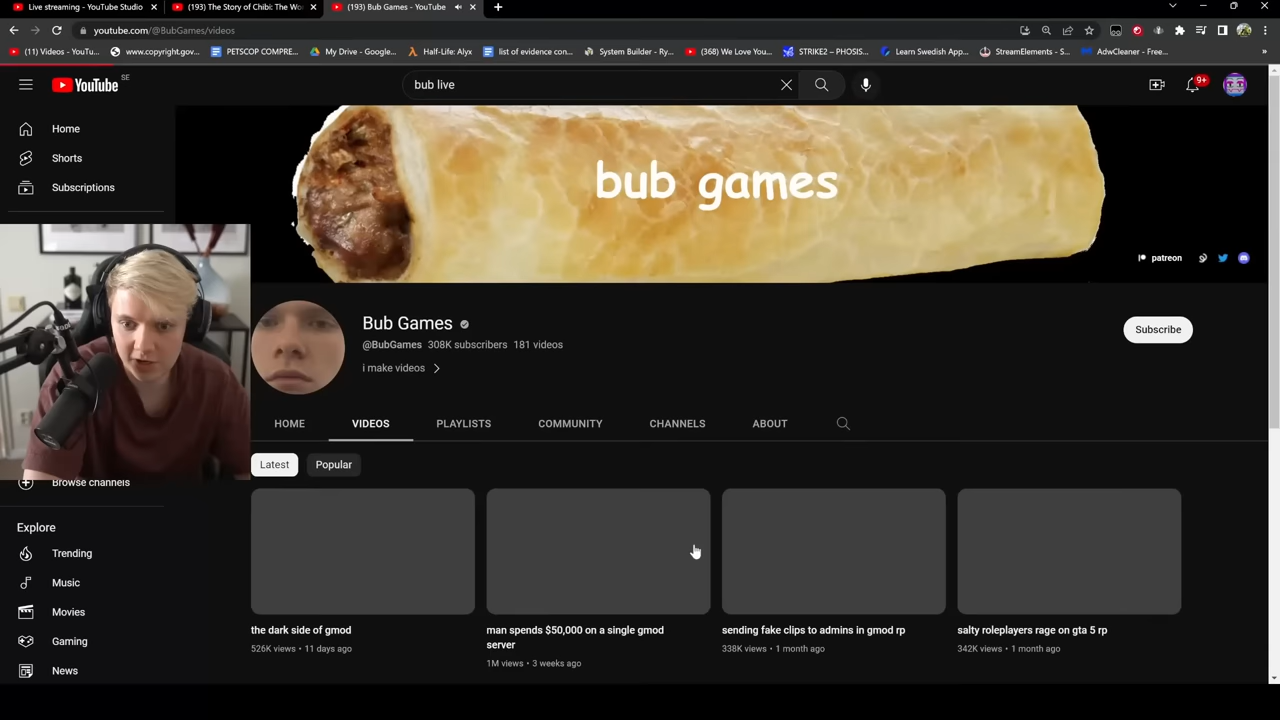 Live streaming - YouTube Studio
(193) The Story of Chibi: The Wo
(193) Bub Games - YouTube
youtube.com/@BubGames/videos
(11) Videos - YouTu...
www.copyright.gov...
PETSCOP COMPRE...
My Drive - Google...
Half-Life: Alyx
list of evidence con...
System Builder - Ry...
(368) We Love You...
STRIKE2 – PHOSIS...
Learn Swedish App...
StreamElements - S...
AdwCleaner - Free...
YouTube SE
bub live
9+
Home
Shorts
Subscriptions
bub games
patreon
Bub Games
@BubGames 308K subscribers 181 videos
i make videos
Subscribe
HOME
VIDEOS
PLAYLISTS
COMMUNITY
CHANNELS
ABOUT
Latest
Popular
Browse channels
Explore
Trending
Music
Movies
Gaming
News
the dark side of gmod
526K views • 11 days ago
man spends $50,000 on a single gmod
server
1M views • 3 weeks ago
sending fake clips to admins in gmod rp
338K views • 1 month ago
salty roleplayers rage on gta 5 rp
342K views • 1 month ago